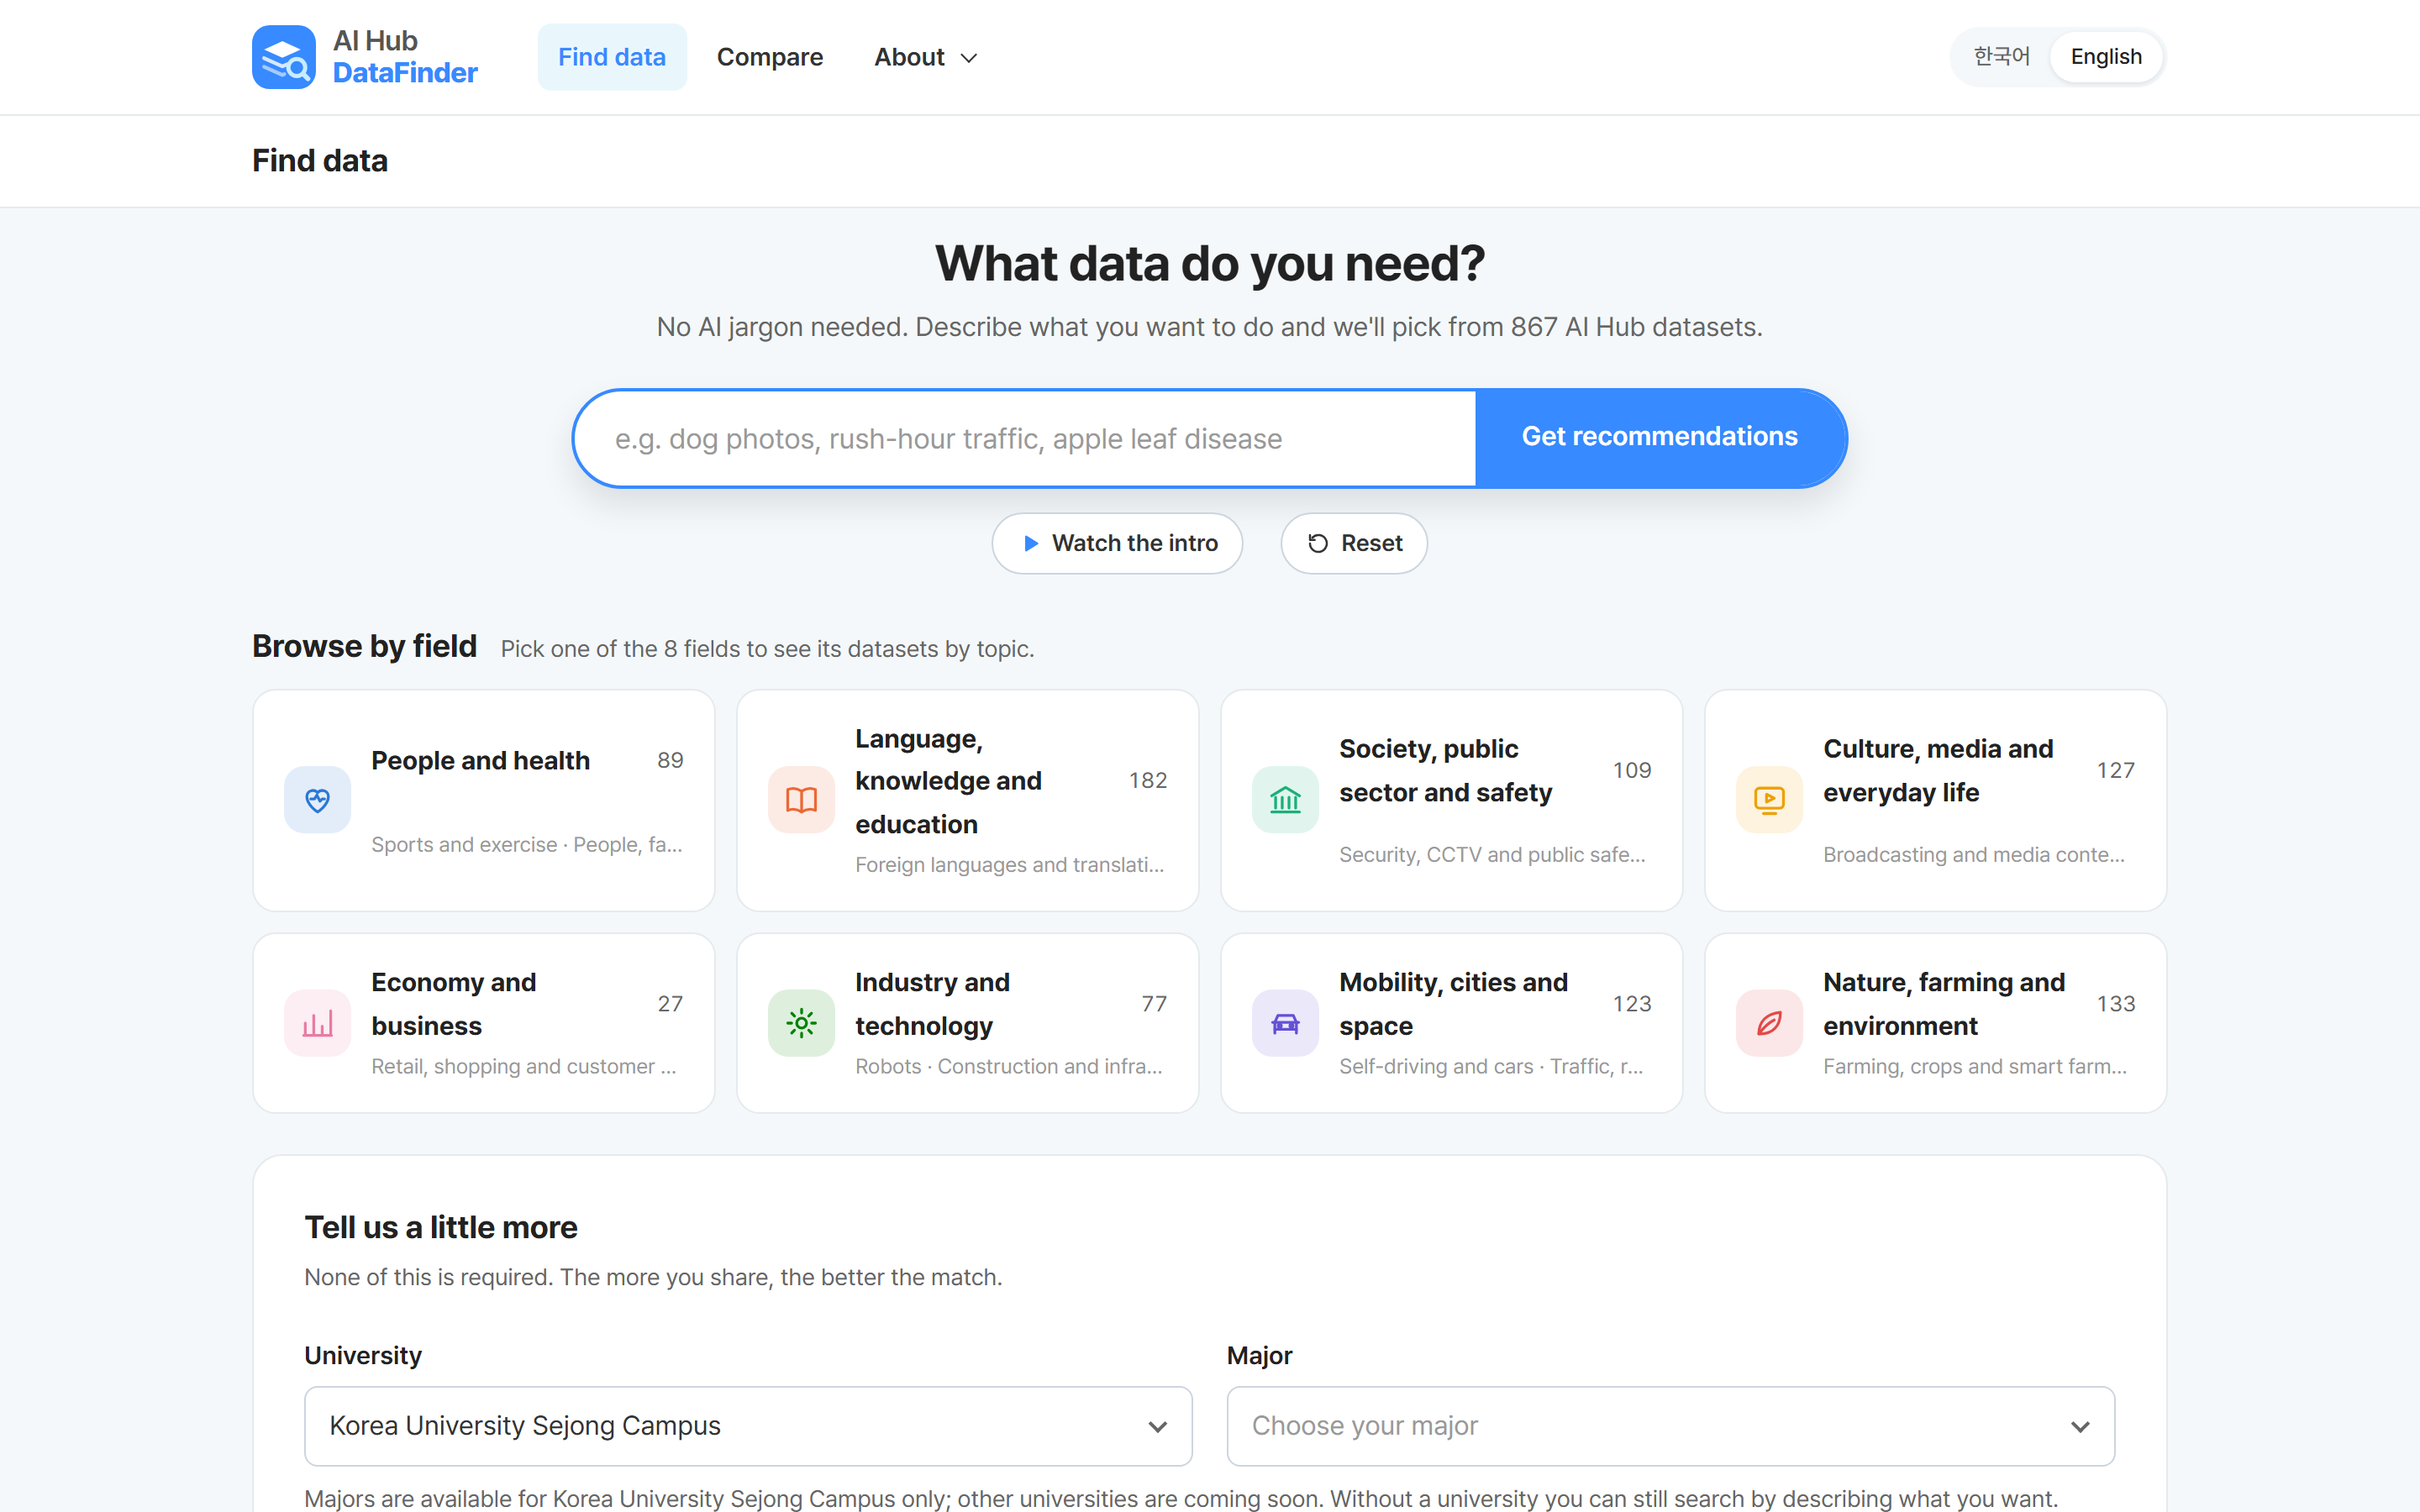 AI Hub
DataFinder
Find data
Compare
About
한국어
English
Find data
What data do you need?
No AI jargon needed. Describe what you want to do and we'll pick from 867 AI Hub datasets.
e.g. dog photos, rush-hour traffic, apple leaf disease
Get recommendations
Watch the intro
Reset
Browse by field
Pick one of the 8 fields to see its datasets by topic.
People and health
89
Sports and exercise · People, fa...
Language,
knowledge and
education
182
Foreign languages and translati...
Society, public
sector and safety
109
Security, CCTV and public safe...
Culture, media and
everyday life
127
Broadcasting and media conte...
Economy and
business
27
Retail, shopping and customer ...
Industry and
technology
77
Robots · Construction and infra...
Mobility, cities and
space
123
Self-driving and cars · Traffic, r...
Nature, farming and
environment
133
Farming, crops and smart farm...
Tell us a little more
None of this is required. The more you share, the better the match.
University
Major
Korea University Sejong Campus
Choose your major
Majors are available for Korea University Sejong Campus only; other universities are coming soon. Without a university you can still search by describing what you want.